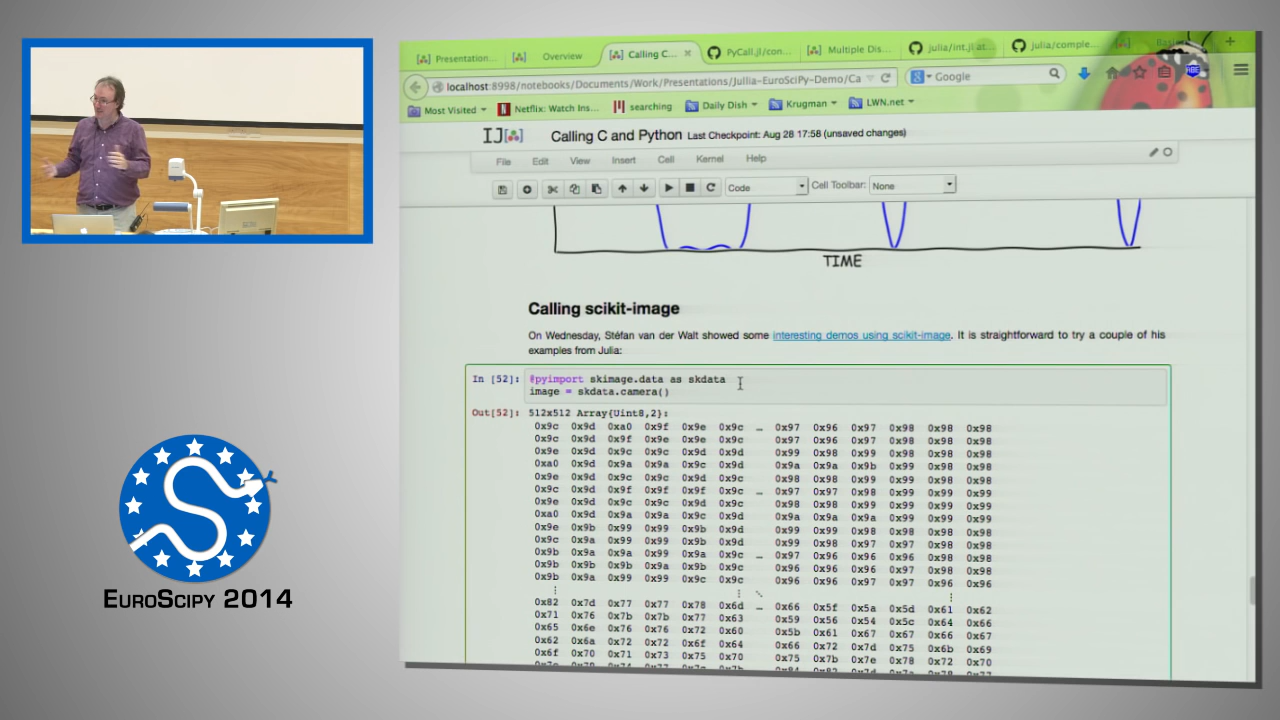 Presentation...
Overview
Calling C...
PyCall.jl/con...
Multiple Dis...
julia/int.jl at...
julia/comple...
localhost:8998/notebooks/Documents/Work/Presentations/Jullia-EuroSciPy-Demo/Ca
Google
Most Visited
Netflix: Watch Ins...
searching
Daily Dish
Krugman
LWN.net
IJ Calling C and Python Last Checkpoint: Aug 28 17:58 (unsaved changes)
File Edit View Insert Cell Kernel Help
Code Cell Toolbar: None
TIME
Calling scikit-image
On Wednesday, Stéfan van der Walt showed some interesting demos using scikit-image. It is straightforward to try a couple of his
examples from Julia:
In [52]: @pyimport skimage.data as skdata
image = skdata.camera()
Out[52]: 512x512 Array{Uint8,2}:
0x9c 0x9d 0xa0 0x9f 0x9e 0x9c … 0x97 0x96 0x97 0x98 0x98 0x98
0x9c 0x9d 0x9f 0x9e 0x9e 0x9c 0x97 0x96 0x97 0x98 0x98 0x98
0x9e 0x9d 0x9c 0x9c 0x9d 0x9d 0x99 0x98 0x99 0x98 0x98 0x98
0xa0 0x9d 0x9a 0x9a 0x9c 0x9d 0x9a 0x9a 0x9b 0x99 0x98 0x98
0x9e 0x9d 0x9c 0x9c 0x9d 0x9c 0x98 0x98 0x99 0x99 0x98 0x98
0x9c 0x9d 0x9f 0x9f 0x9f 0x9c … 0x97 0x97 0x98 0x99 0x99 0x99
0x9e 0x9d 0x9c 0x9c 0x9d 0x9c 0x98 0x98 0x99 0x99 0x99 0x99
0xa0 0x9d 0x9a 0x9a 0x9c 0x9d 0x9a 0x9a 0x9a 0x99 0x99 0x99
0x9e 0x9b 0x99 0x99 0x9b 0x9d 0x99 0x99 0x98 0x98 0x98 0x98
0x9c 0x9a 0x99 0x99 0x9b 0x9d 0x99 0x98 0x97 0x97 0x98 0x98
0x9b 0x9a 0x9a 0x99 0x9a 0x9c … 0x97 0x96 0x96 0x96 0x98 0x98
0x9b 0x9b 0x9b 0x9a 0x9b 0x9c 0x96 0x96 0x96 0x97 0x98 0x98
0x9b 0x9a 0x99 0x99 0x9c 0x9c 0x96 0x96 0x97 0x97 0x96 0x96
0x82 0x7d 0x77 0x77 0x78 0x6d … 0x66 0x5f 0x5a 0x5d 0x61 0x62
0x71 0x76 0x7b 0x7b 0x77 0x63 0x59 0x56 0x54 0x5c 0x64 0x66
0x65 0x6e 0x76 0x76 0x72 0x60 0x5b 0x61 0x67 0x67 0x66 0x67
0x62 0x6a 0x72 0x72 0x6f 0x64 0x66 0x72 0x7d 0x75 0x6b 0x69
0x6f 0x70 0x71 0x73 0x75 0x70 0x75 0x7b 0x7e 0x78 0x72 0x70
EuroScipy 2014